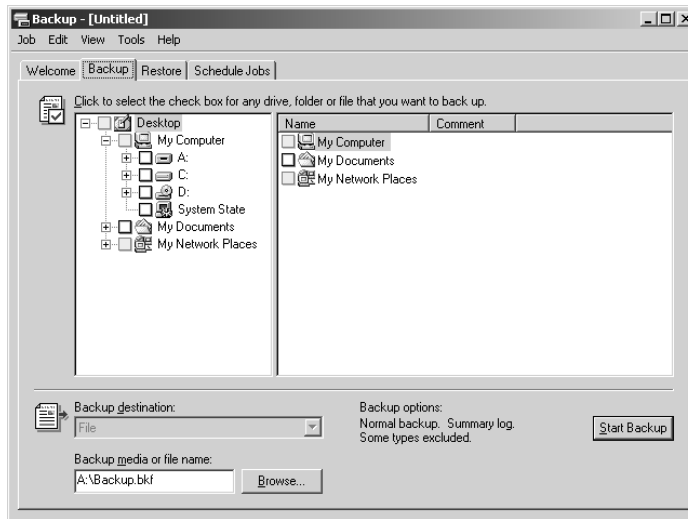 Backup - [Untitled]
Job Edit View Tools Help
Welcome Backup Restore Schedule Jobs
Click to select the check box for any drive, folder or file that you want to back up.
Desktop
My Computer
A:
C:
D:
System State
My Documents
My Network Places
Name Comment
My Computer
My Documents
My Network Places
Backup destination:
File
Backup media or file name:
A:\Backup.bkf
Browse...
Backup options:
Normal backup. Summary log.
Some types excluded.
Start Backup